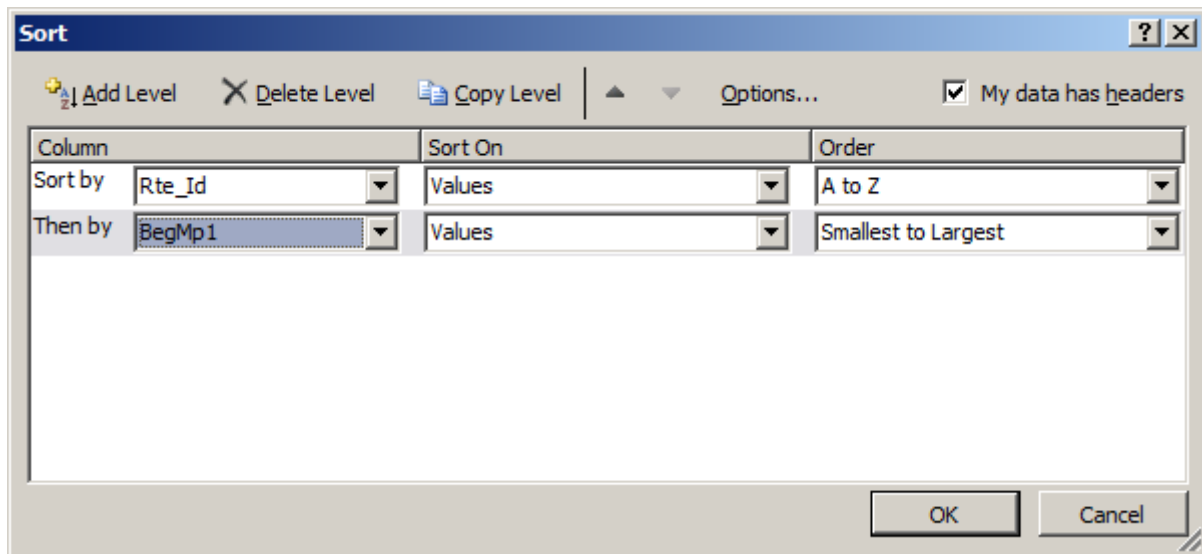 Sort
Add Level Delete Level Copy Level Options... My data has headers
Column Sort On Order
Sort by Rte_Id Values A to Z
Then by BegMp1 Values Smallest to Largest
OK Cancel